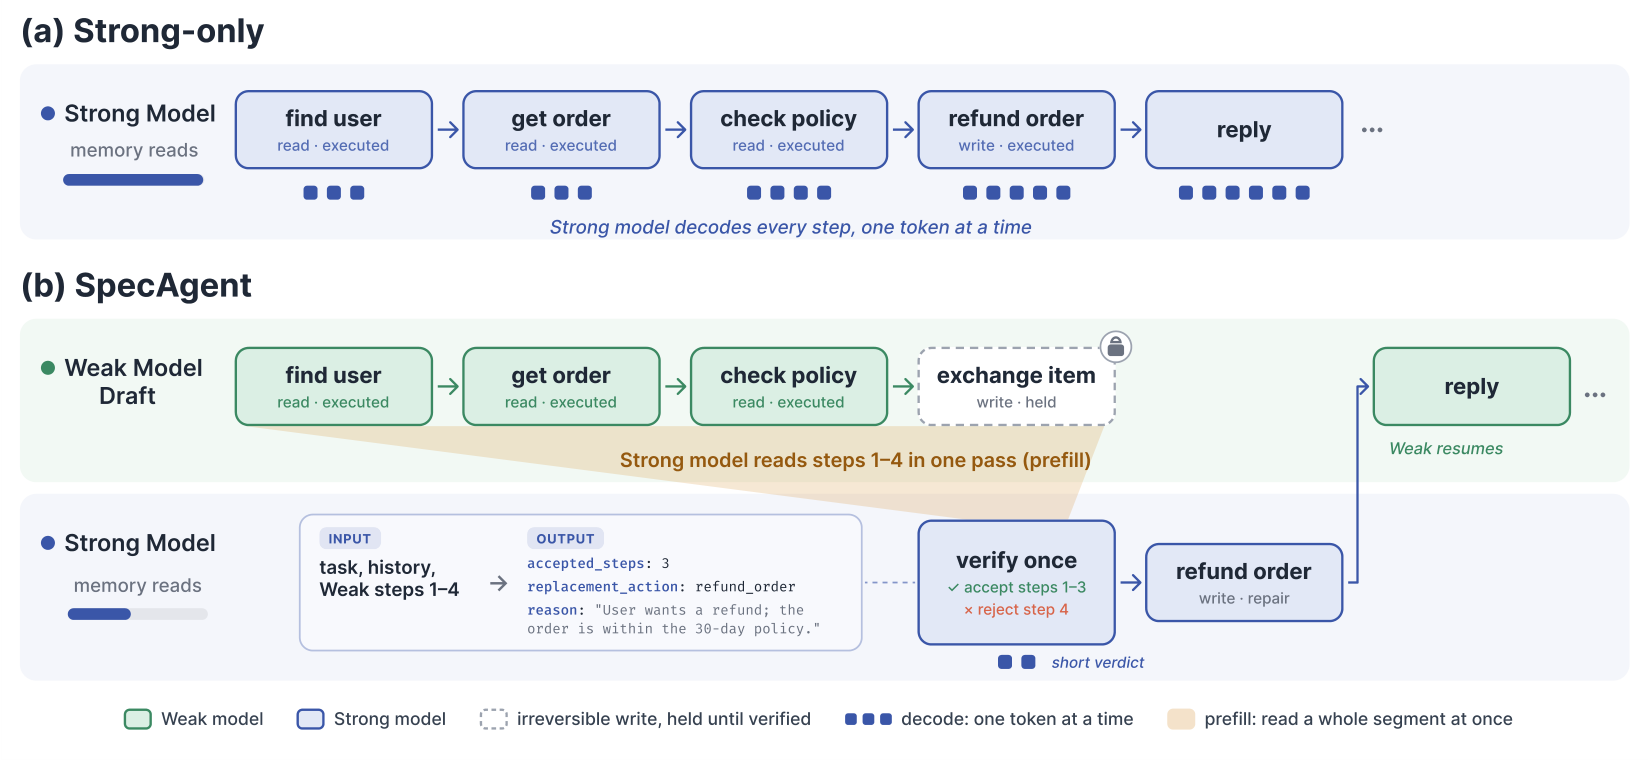 (a) Strong-only
Strong Model
memory reads
find user
read · executed
get order
read · executed
check policy
read · executed
refund order
write · executed
reply
...
Strong model decodes every step, one token at a time
(b) SpecAgent
Weak Model
Draft
find user
read · executed
get order
read · executed
check policy
read · executed
exchange item
write · held
reply
...
Weak resumes
Strong model reads steps 1–4 in one pass (prefill)
Strong Model
memory reads
INPUT
task, history,
Weak steps 1–4
OUTPUT
accepted_steps: 3
replacement_action: refund_order
reason: "User wants a refund; the
order is within the 30-day policy."
verify once
✓ accept steps 1–3
× reject step 4
short verdict
refund order
write · repair
Weak model
Strong model
irreversible write, held until verified
decode: one token at a time
prefill: read a whole segment at once